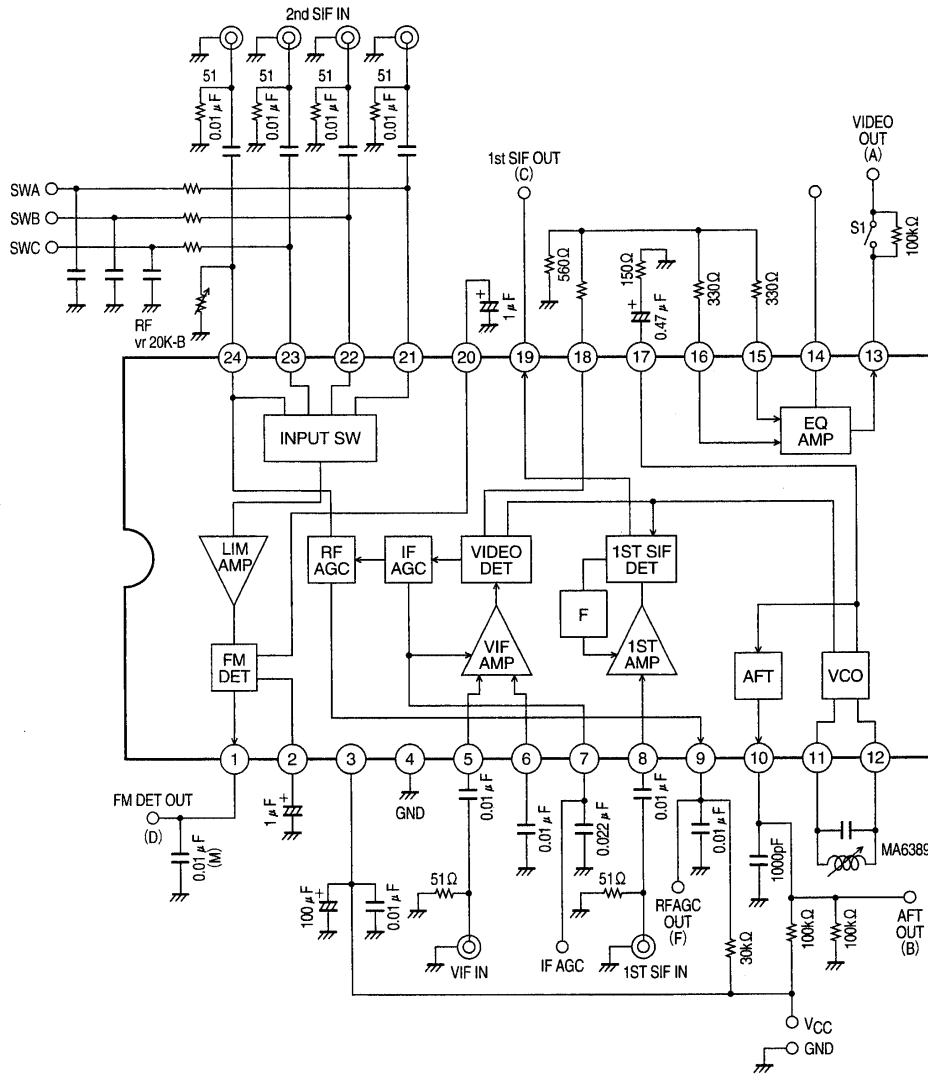 2nd SIF IN
51
51
51
51
0.01 μF
0.01 μF
0.01 μF
0.01 μF
SWA
SWB
SWC
RF
vr 20K-B
1 μF
1st SIF OUT
(C)
560Ω
150Ω
0.47 μF
330Ω
330Ω
VIDEO
OUT
(A)
S1
100kΩ
24
23
22
21
20
19
18
17
16
15
14
13
INPUT SW
EQ
AMP
LIM
AMP
RF
AGC
IF
AGC
VIDEO
DET
1ST SIF
DET
F
VIF
AMP
1ST
AMP
FM
DET
AFT
VCO
1
2
3
4
5
6
7
8
9
10
11
12
FM DET OUT
(D)
0.01 μF
(M)
1 μF
GND
0.01 μF
0.01 μF
0.022 μF
0.01 μF
0.01 μF
1000pF
MA6389
100 μF
0.01 μF
51Ω
VIF IN
IF AGC
51Ω
1ST SIF IN
RFAGC
OUT
(F)
30kΩ
100kΩ
100kΩ
AFT
OUT
(B)
VCC
GND